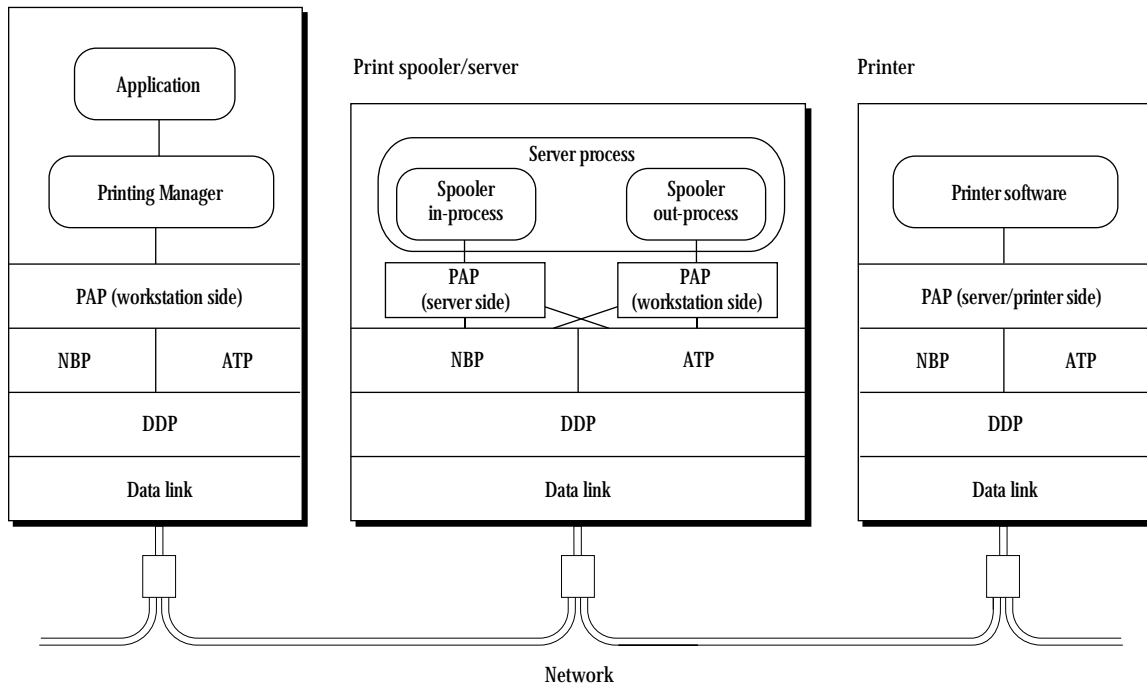 Application
Printing Manager
PAP (workstation side)
NBP
ATP
DDP
Data link
Print spooler/server
Server process
Spooler
in-process
Spooler
out-process
PAP
(server side)
PAP
(workstation side)
NBP
ATP
DDP
Data link
Printer
Printer software
PAP (server/printer side)
NBP
ATP
DDP
Data link
Network